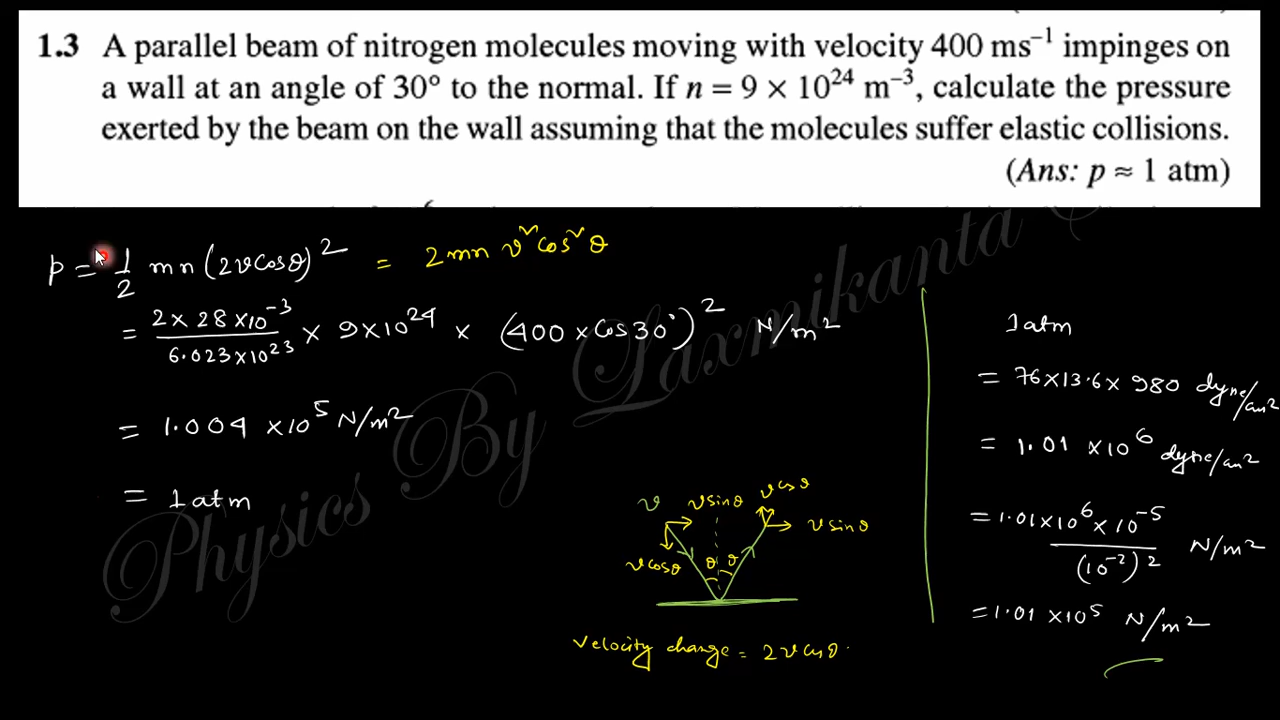 1.3 A parallel beam of nitrogen molecules moving with velocity 400 ms⁻¹ impinges on
a wall at an angle of 30° to the normal. If n = 9 × 10²⁴ m⁻³, calculate the pressure
exerted by the beam on the wall assuming that the molecules suffer elastic collisions.
(Ans: p ≈ 1 atm)
p = 1/2 mn (2v cosθ)² = 2mn v² cos² θ
= 2 × 28 × 10⁻³ / 6.023 × 10²³ × 9 × 10²⁴ × (400 × cos 30°)² N/m²
= 1.004 × 10⁵ N/m²
= 1 atm
1 atm
= 76 × 13.6 × 980 dyne/cm²
= 1.01 × 10⁶ dyne/cm²
= 1.01 × 10⁶ × 10⁻⁵ / (10⁻²)² N/m²
= 1.01 × 10⁵ N/m²
v v sinθ v cosθ
v sinθ
v cosθ θ θ
velocity change = 2v cosθ.
Physics By Laxmikanta